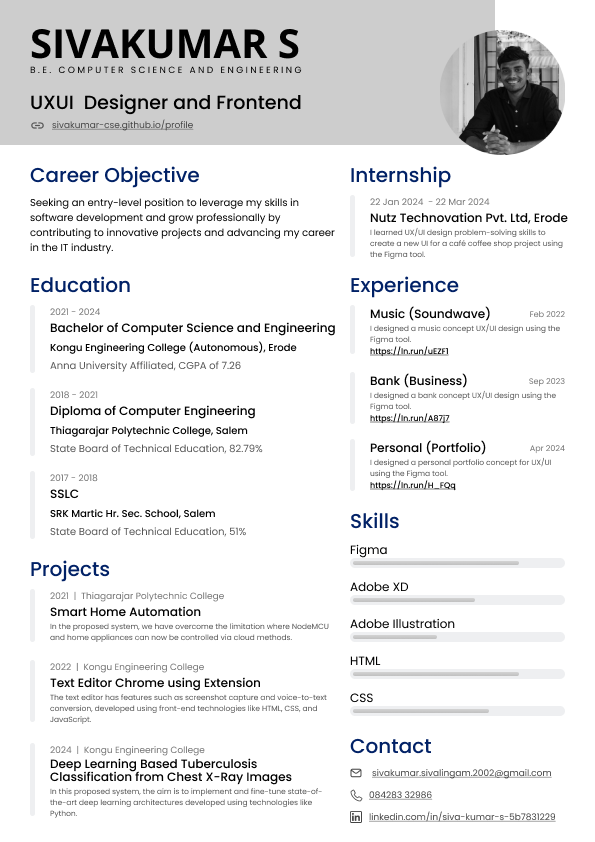 SIVAKUMAR S
B.E. COMPUTER SCIENCE AND ENGINEERING
UXUI Designer and Frontend
sivakumar-cse.github.io/profile
Career Objective
Seeking an entry-level position to leverage my skills in
software development and grow professionally by
contributing to innovative projects and advancing my career
in the IT industry.
Education
2021 - 2024
Bachelor of Computer Science and Engineering
Kongu Engineering College (Autonomous), Erode
Anna University Affiliated, CGPA of 7.26
2018 - 2021
Diploma of Computer Engineering
Thiagarajar Polytechnic College, Salem
State Board of Technical Education, 82.79%
2017 - 2018
SSLC
SRK Martic Hr. Sec. School, Salem
State Board of Technical Education, 51%
Projects
2021 | Thiagarajar Polytechnic College
Smart Home Automation
In the proposed system, we have overcome the limitation where NodeMCU
and home appliances can now be controlled via cloud methods.
2022 | Kongu Engineering College
Text Editor Chrome using Extension
The text editor has features such as screenshot capture and voice-to-text
conversion, developed using front-end technologies like HTML, CSS, and
JavaScript.
2024 | Kongu Engineering College
Deep Learning Based Tuberculosis
Classification from Chest X-Ray Images
In this proposed system, the aim is to implement and fine-tune state-of-
the-art deep learning architectures developed using technologies like
Python.
Internship
22 Jan 2024 - 22 Mar 2024
Nutz Technovation Pvt. Ltd, Erode
I learned UX/UI design problem-solving skills to
create a new UI for a café coffee shop project using
the Figma tool.
Experience
Music (Soundwave) Feb 2022
I designed a music concept UX/UI design using the
Figma tool.
https://In.run/uEZF1
Bank (Business) Sep 2023
I designed a bank concept UX/UI design using the
Figma tool.
https://In.run/A87j7
Personal (Portfolio) Apr 2024
I designed a personal portfolio concept for UX/UI
using the Figma tool.
https://In.run/H_FQq
Skills
Figma
Adobe XD
Adobe Illustration
HTML
CSS
Contact
sivakumar.sivalingam.2002@gmail.com
084283 32986
linkedin.com/in/siva-kumar-s-5b7831229